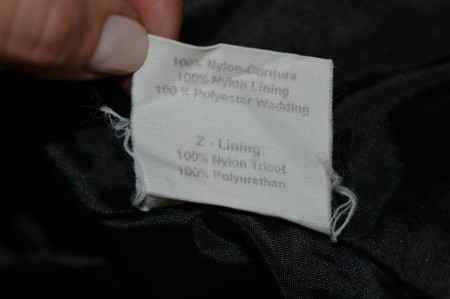 100% Nylon-Cordura
100% Nylon Lining
100 % Polyester Wadding
Z - Lining
100% Nylon Tricot
100% Polyurethan